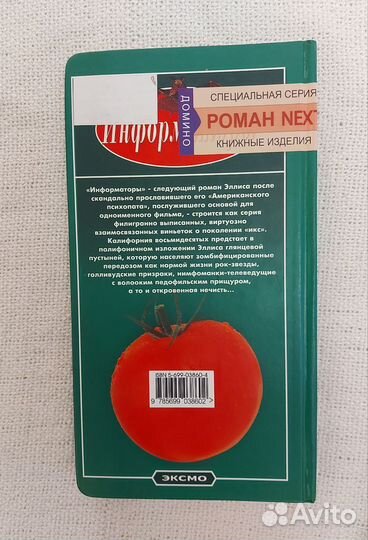 СПЕЦИАЛЬНАЯ СЕРИЯ
ДОМИНО
РОМАН NEXT
КНИЖНЫЕ ИЗДЕЛИЯ
«Информаторы» - следующий роман Эллиса после
скандально прославившего его «Американского
психопата», послужившего основой для
одноименного фильма, - строится как серия
филигранно выписанных, виртуозно
взаимосвязанных виньеток о поколении «икс».
Калифорния восьмидесятых предстает в
полифоничном изложении Эллиса глянцевой
пустыней, которую населяют зомбифицированные
передозом как нормой жизни рок-звезды,
голливудские призраки, нимфоманки-телеведущие
с волооким педофильским прищуром,
а то и откровенная нечисть...
ISBN 5-699-03860-4
9 785699 038602 >
ЭКСМО
Avito